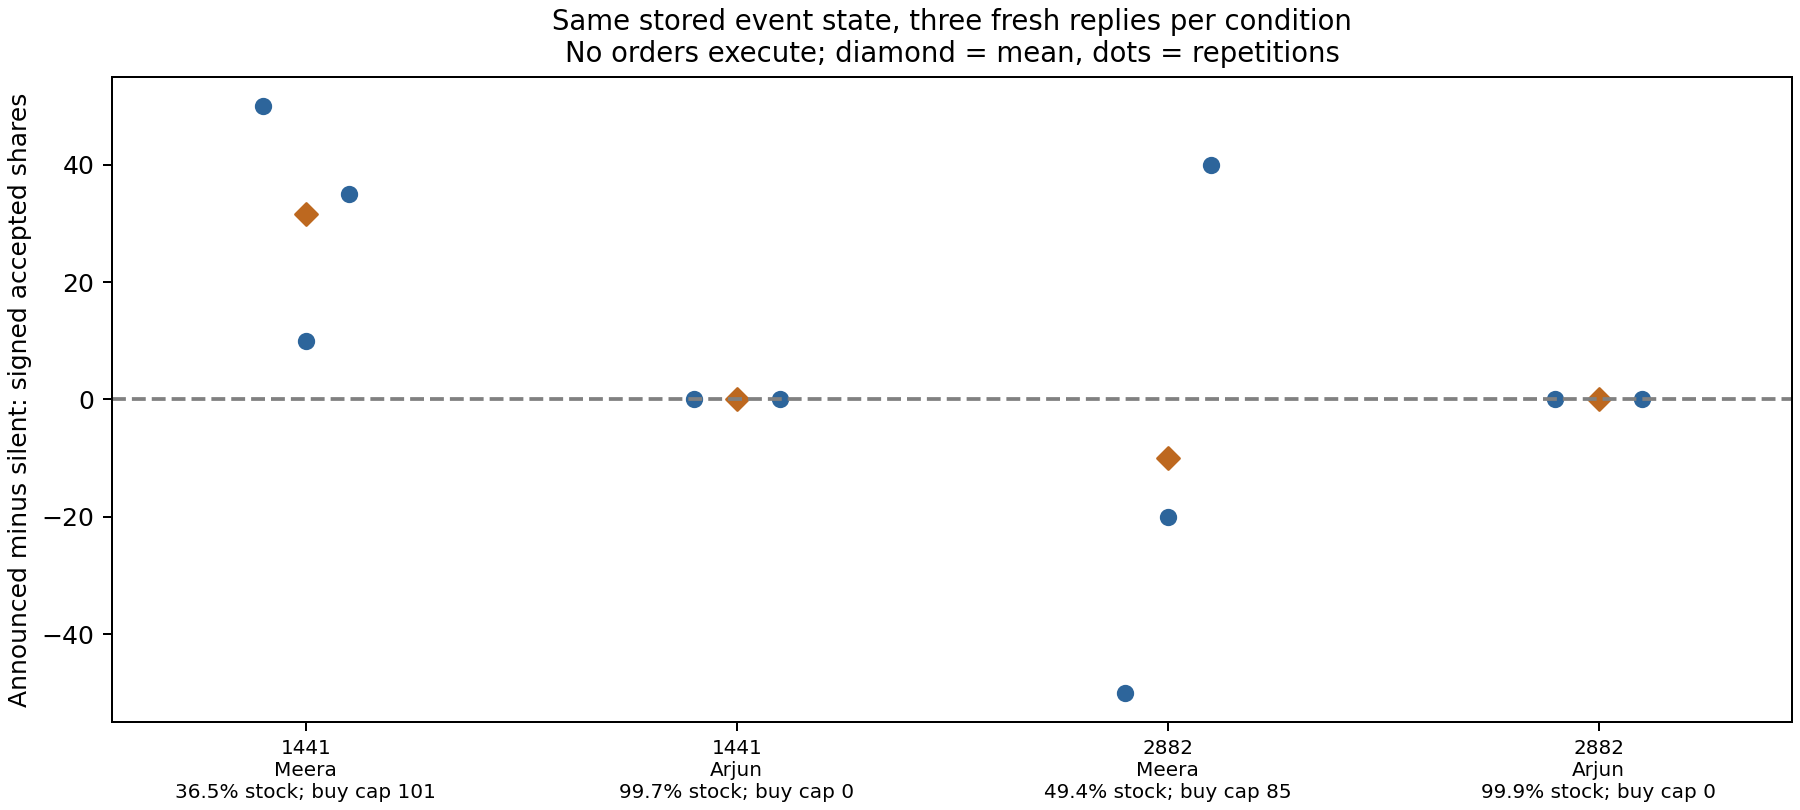 Same stored event state, three fresh replies per condition
No orders execute; diamond = mean, dots = repetitions
Announced minus silent: signed accepted shares
40
20
0
−20
−40
1441
Meera
36.5% stock; buy cap 101
1441
Arjun
99.7% stock; buy cap 0
2882
Meera
49.4% stock; buy cap 85
2882
Arjun
99.9% stock; buy cap 0